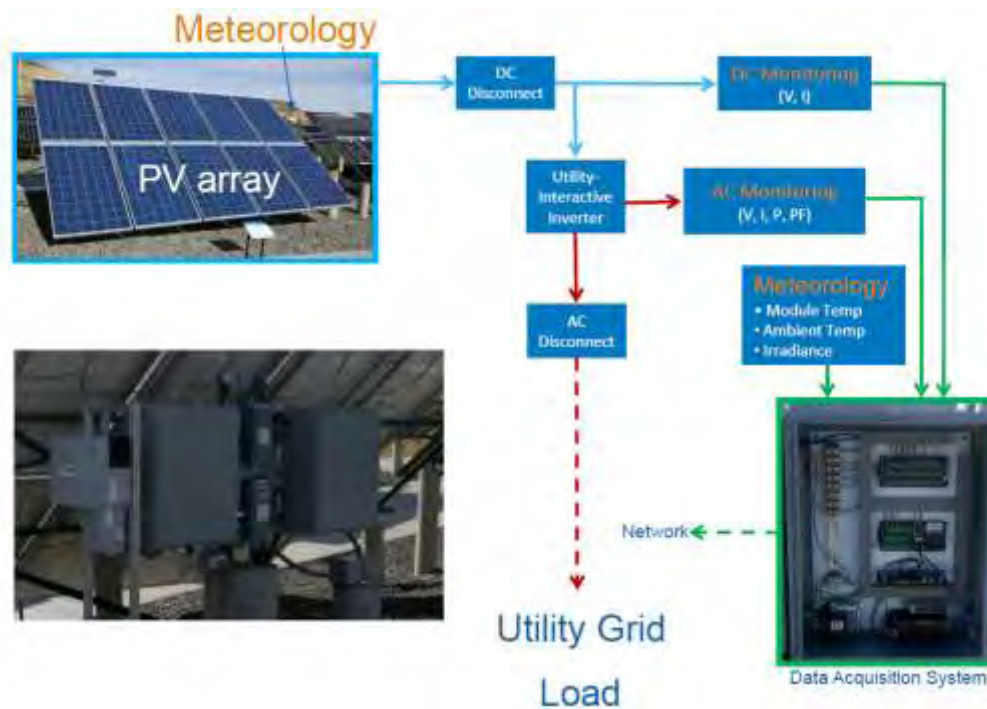 Meteorology
PV array
DC
Disconnect
DC Monitoring
(V, I)
Utility-
Interactive
Inverter
AC Monitoring
(V, I, P, PF)
Meteorology
• Module Temp
• Ambient Temp
• Irradiance
AC
Disconnect
Network
Utility Grid
Load
Data Acquisition System